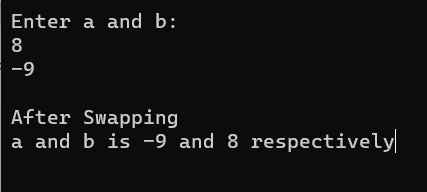 Enter a and b:
8
-9
After Swapping
a and b is -9 and 8 respectively